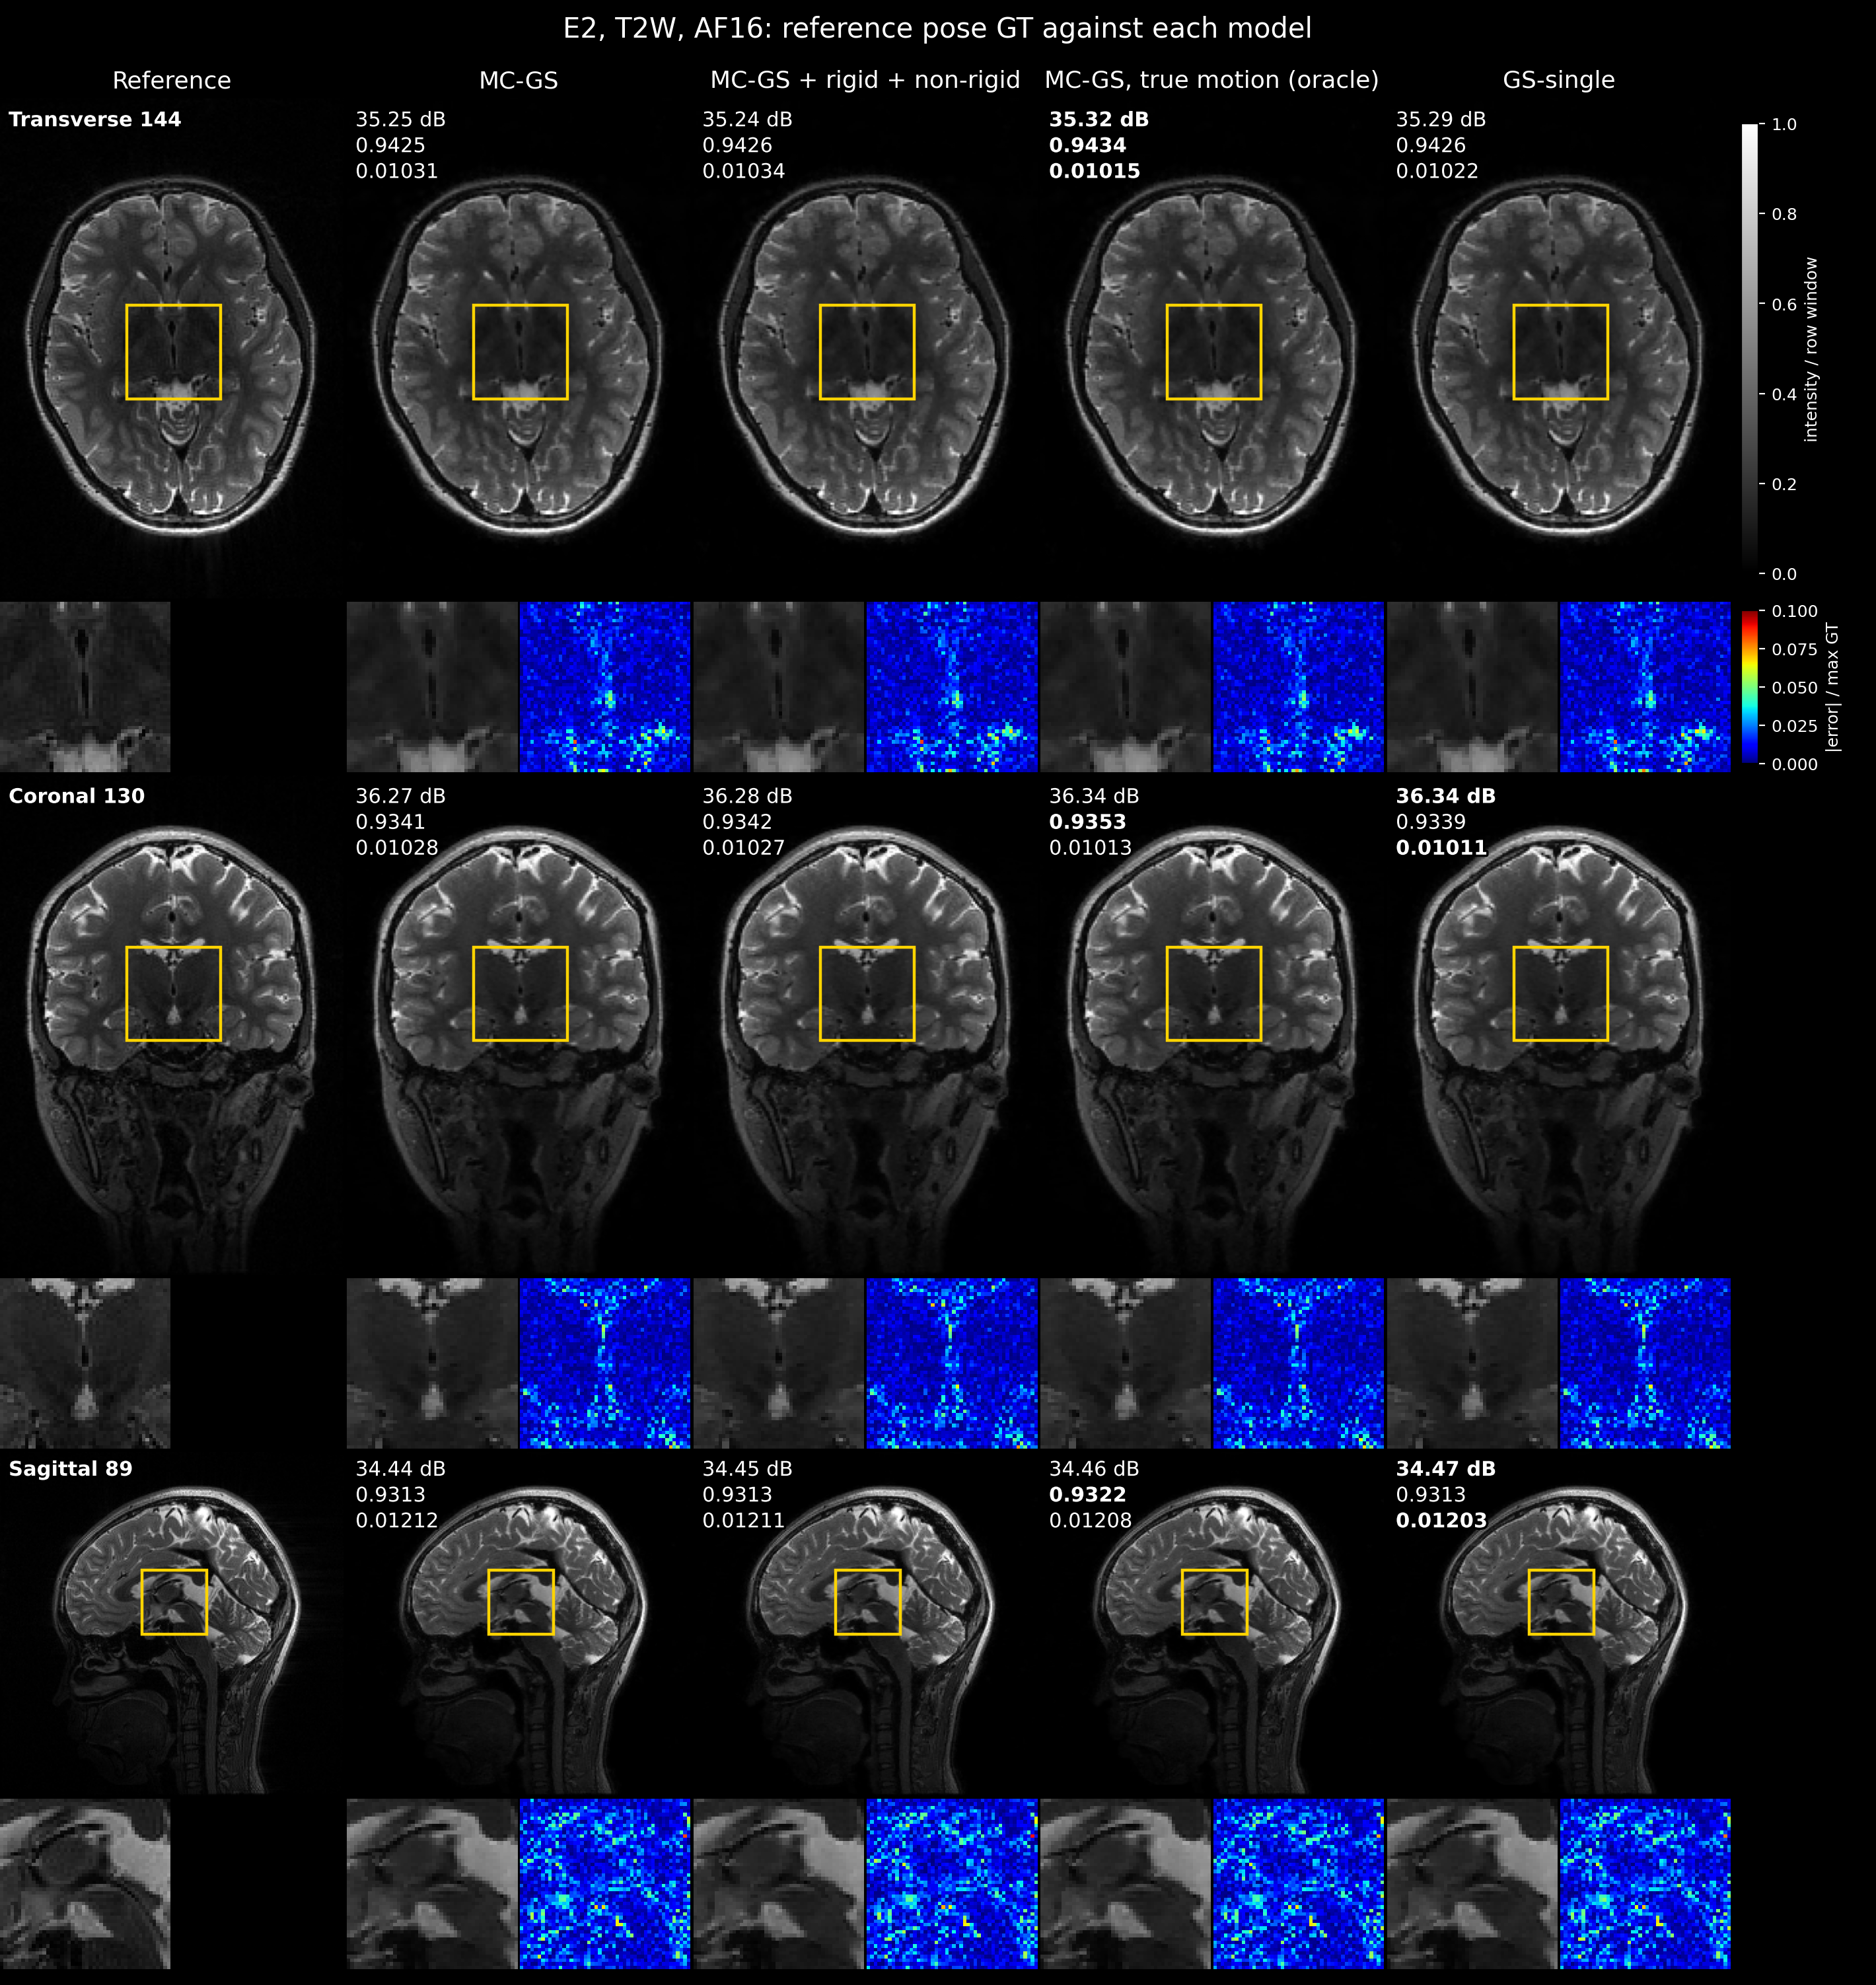 E2, T2W, AF16: reference pose GT against each model
Reference
MC-GS
MC-GS + rigid + non-rigid
MC-GS, true motion (oracle)
GS-single
Transverse 144
35.25 dB
0.9425
0.01031
35.24 dB
0.9426
0.01034
35.32 dB
0.9434
0.01015
35.29 dB
0.9426
0.01022
1.0
0.8
0.6
0.4
0.2
0.0
intensity / row window
0.100
0.075
0.050
0.025
0.000
|error| / max GT
Coronal 130
36.27 dB
0.9341
0.01028
36.28 dB
0.9342
0.01027
36.34 dB
0.9353
0.01013
36.34 dB
0.9339
0.01011
Sagittal 89
34.44 dB
0.9313
0.01212
34.45 dB
0.9313
0.01211
34.46 dB
0.9322
0.01208
34.47 dB
0.9313
0.01203